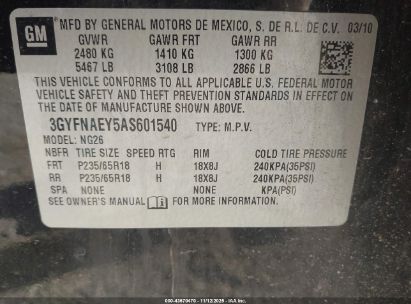 GM
MFD BY GENERAL MOTORS DE MEXICO, S. DE R.L. DE C.V. 03/10
GVWR GAWR FRT GAWR RR
2480 KG 1410 KG 1300 KG
5467 LB 3108 LB 2866 LB
THIS VEHICLE CONFORMS TO ALL APPLICABLE U.S. FEDERAL MOTOR
VEHICLE SAFETY AND THEFT PREVENTION STANDARDS IN EFFECT ON
THE DATE OF MANUFACTURE SHOWN ABOVE.
3GYFNAEY5AS601540 TYPE: M.P.V.
MODEL: NG26
NBFR TIRE SIZE SPEED RTG RIM COLD TIRE PRESSURE
FR P235/65R18 H 18X8J 240KPA(35PSI)
RR P235/65R18 H 18X8J 240KPA(35PSI)
SPA NONE NONE KPA(PSI)
SEE OWNER'S MANUAL FOR MORE INFORMATION.